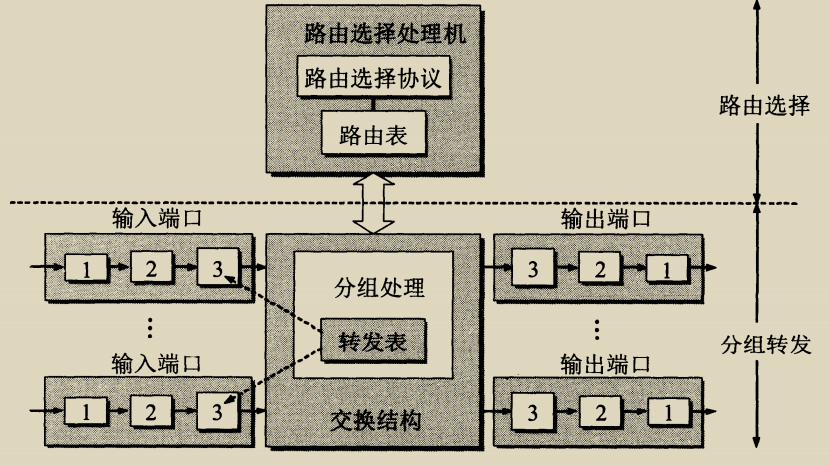 路由选择处理机
路由选择协议
路由表
路由选择
输入端口
输出端口
1 2 3
3 2 1
分组处理
转发表
分组转发
输入端口
输出端口
1 2 3
3 2 1
交换结构